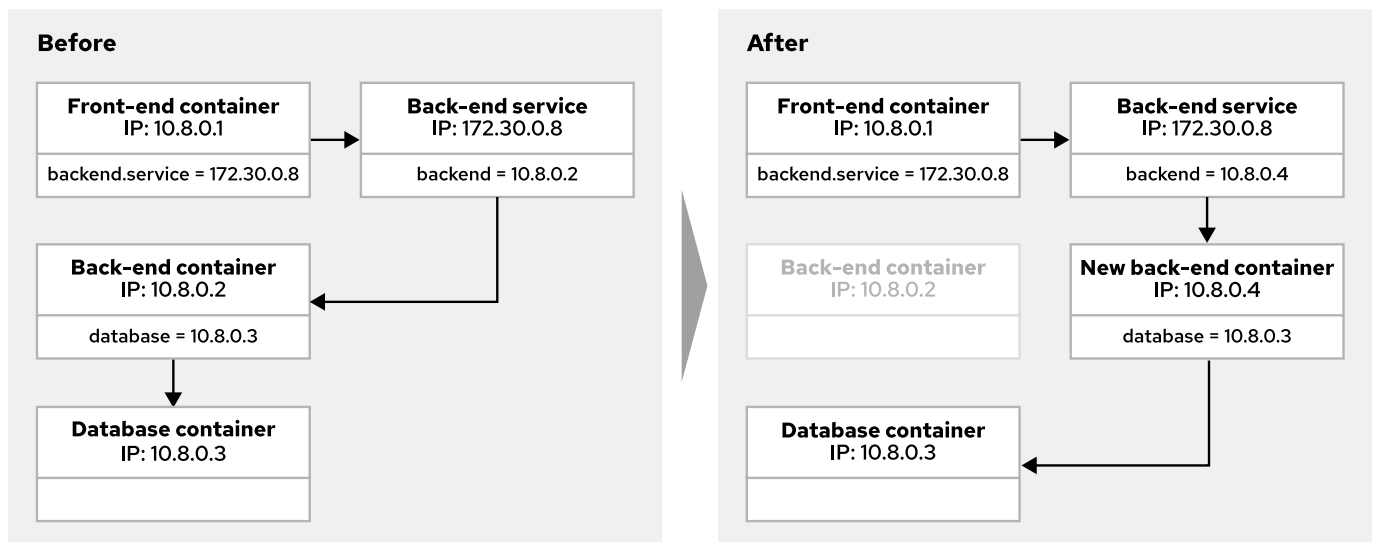 Before
Front-end container
IP: 10.8.0.1
backend.service = 172.30.0.8
Back-end service
IP: 172.30.0.8
backend = 10.8.0.2
Back-end container
IP: 10.8.0.2
database = 10.8.0.3
Database container
IP: 10.8.0.3
After
Front-end container
IP: 10.8.0.1
backend.service = 172.30.0.8
Back-end service
IP: 172.30.0.8
backend = 10.8.0.4
Back-end container
IP: 10.8.0.2
New back-end container
IP: 10.8.0.4
database = 10.8.0.3
Database container
IP: 10.8.0.3